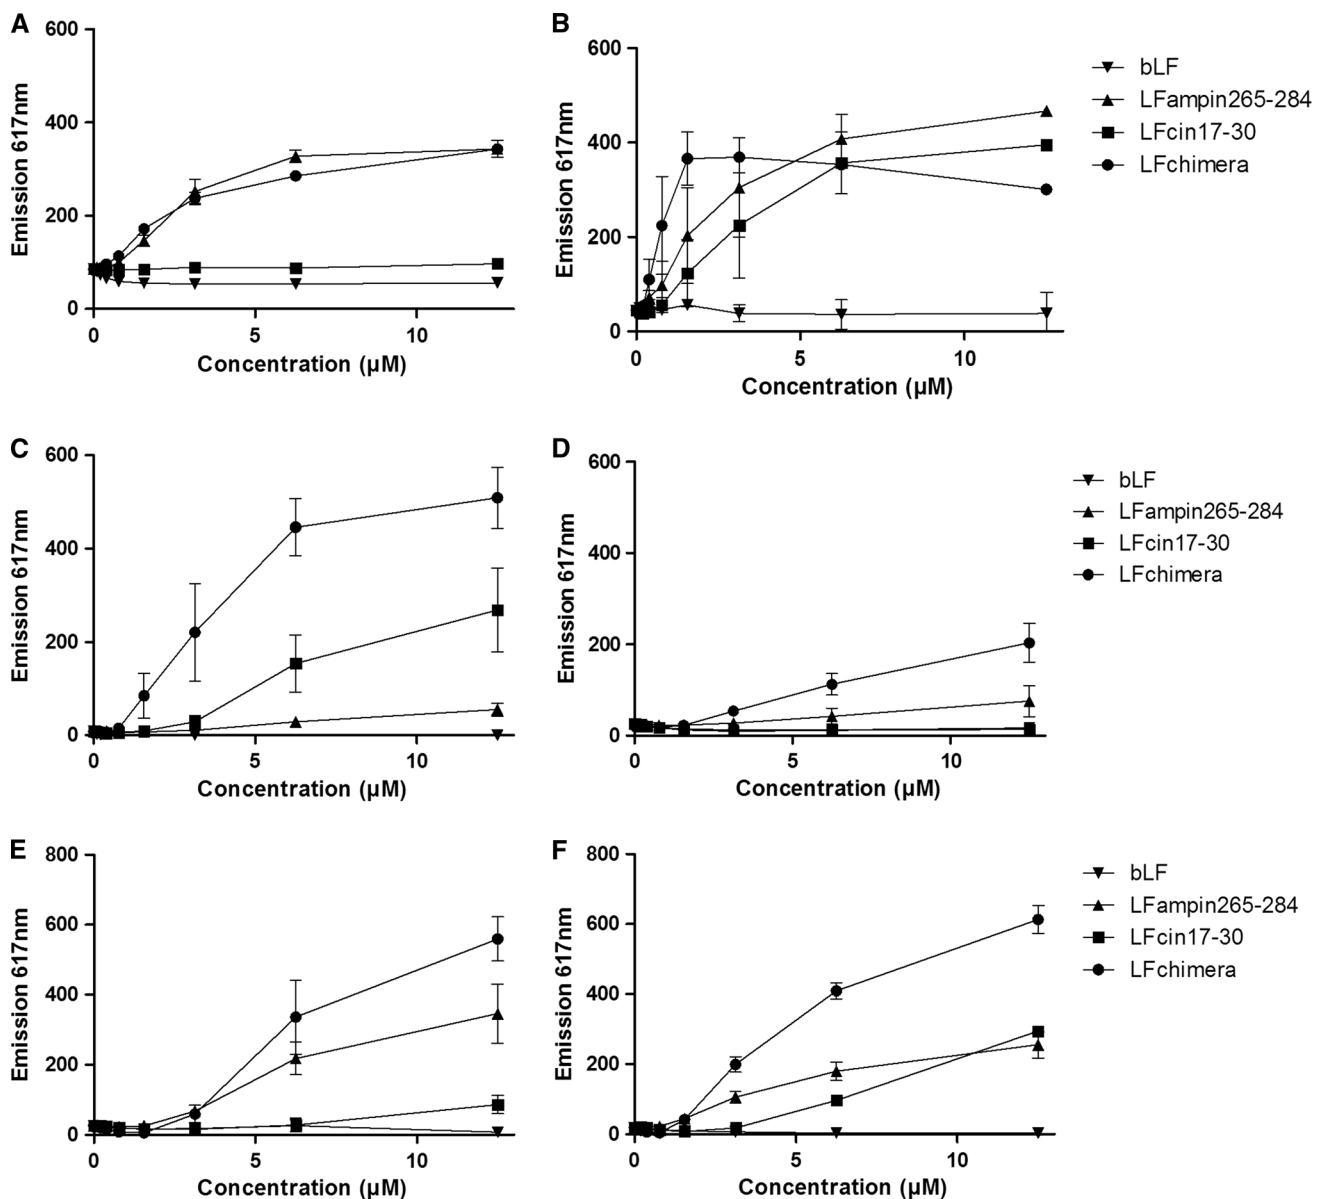 A
600
400
200
0
Emission 617nm
0 5 10
Concentration (µM)
B
600
400
200
0
Emission 617nm
0 5 10
Concentration (µM)
bLF
LFampin265-284
LFcin17-30
LFchimera
C
600
400
200
0
Emission 617nm
0 5 10
Concentration (µM)
D
600
400
200
0
Emission 617nm
0 5 10
Concentration (µM)
bLF
LFampin265-284
LFcin17-30
LFchimera
E
800
600
400
200
0
Emission 617nm
0 5 10
Concentration (µM)
F
800
600
400
200
0
Emission 617nm
0 5 10
Concentration (µM)
bLF
LFampin265-284
LFcin17-30
LFchimera